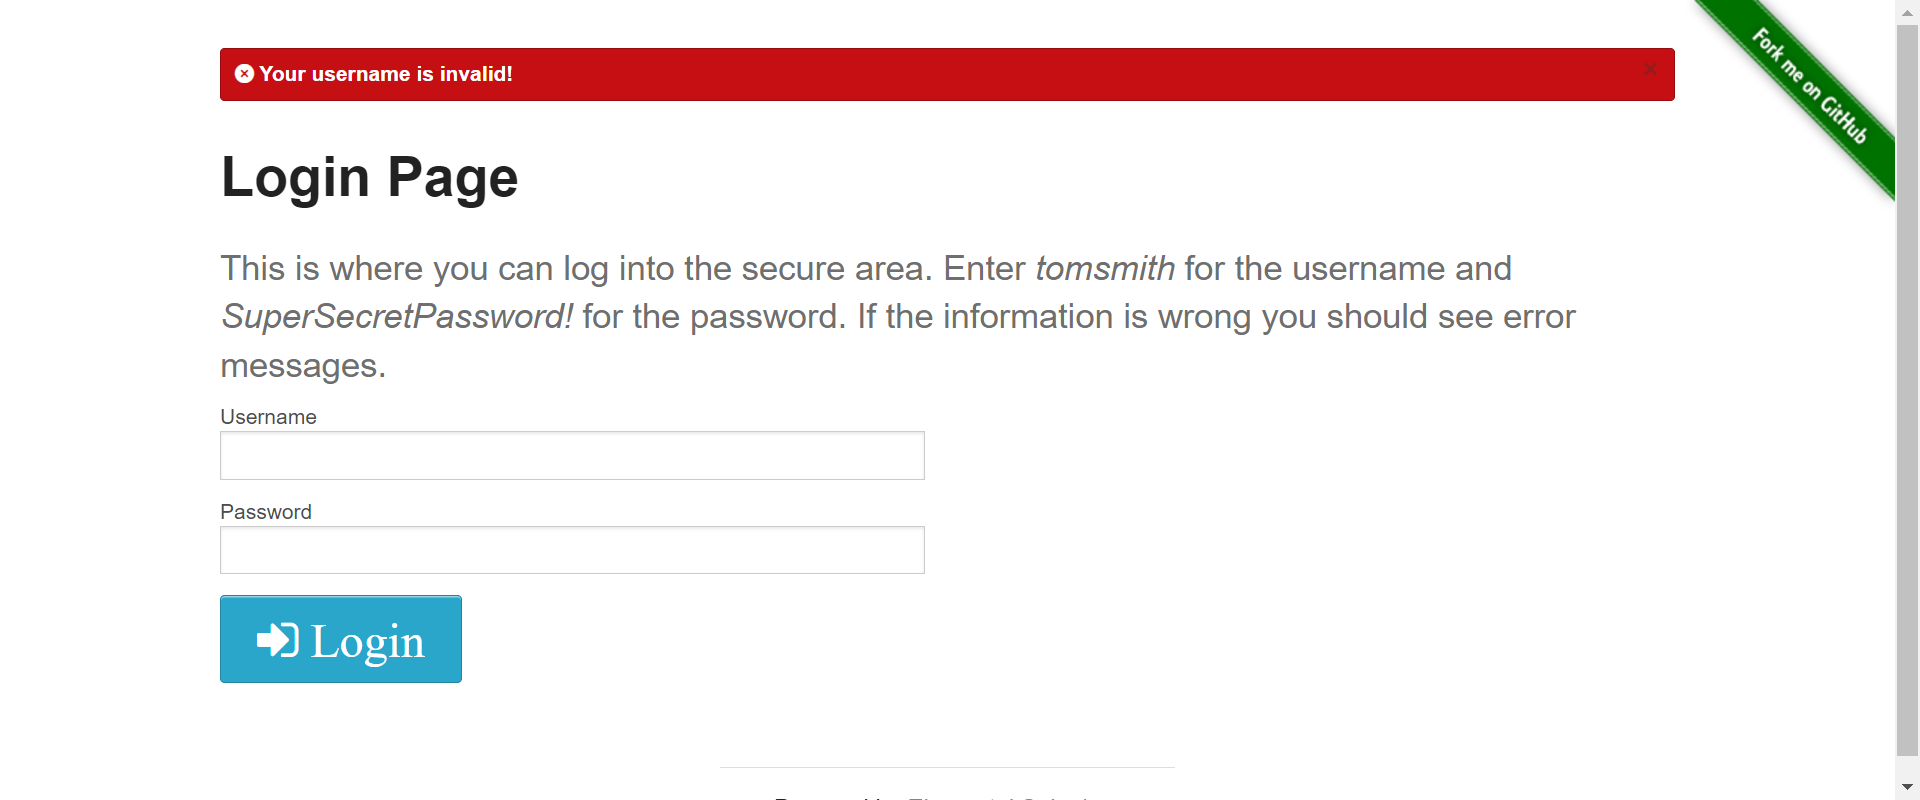 Your username is invalid!
×
Fork me on GitHub
Login Page
This is where you can log into the secure area. Enter tomsmith for the username and
SuperSecretPassword! for the password. If the information is wrong you should see error
messages.
Username
Password
Login